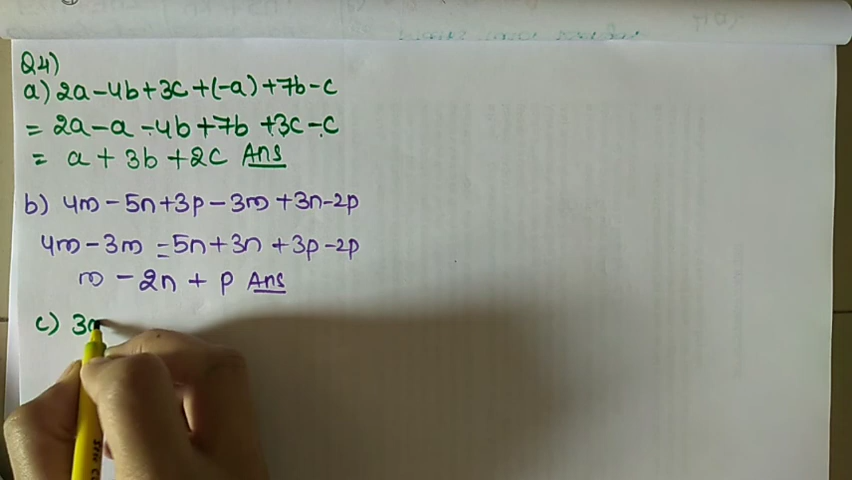 Q4)
a) 2a-4b+3c+(-a)+7b-c
= 2a-a-4b+7b+3c-c
= a+3b+2c Ans
b) 4m-5n+3p-3m+3n-2p
4m-3m=5n+3n+3p-2p
m-2n+p Ans
c) 3a